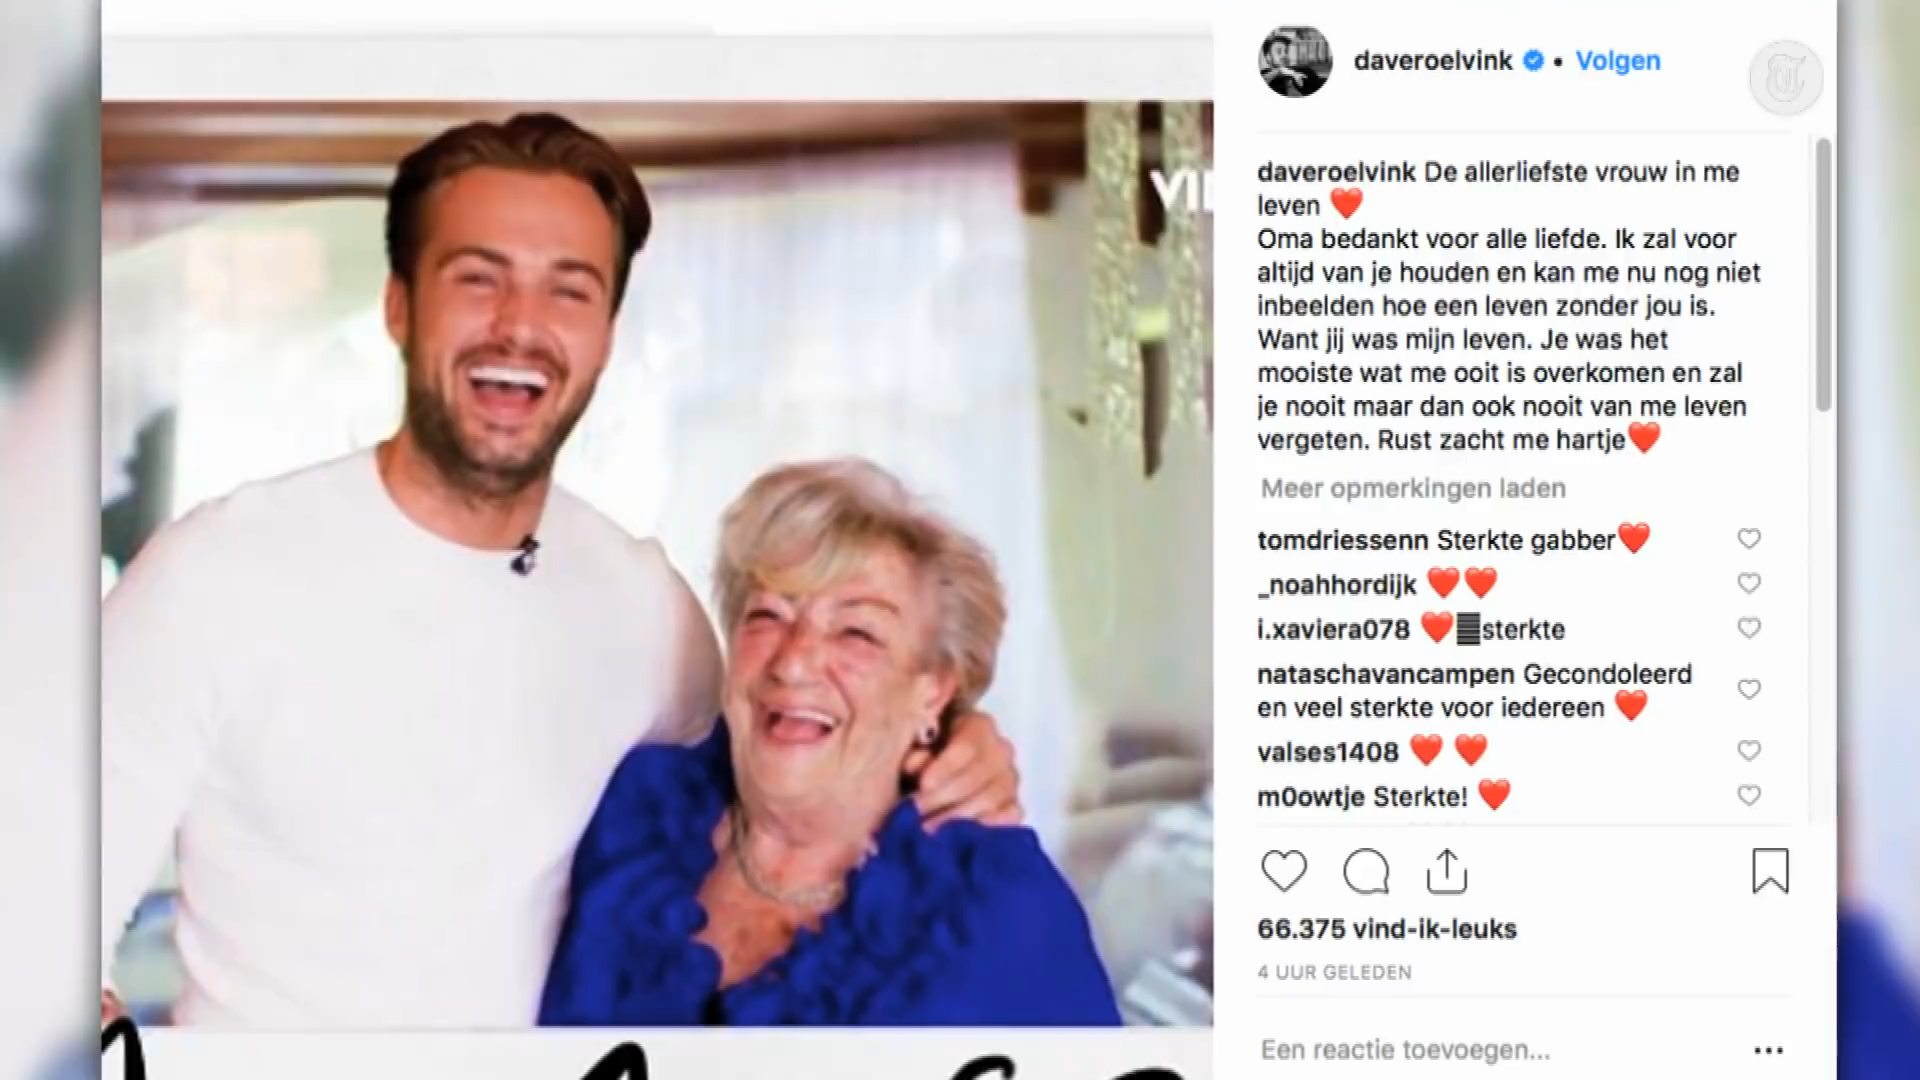 daveroelvink • Volgen
daveroelvink De allerliefste vrouw in me
leven ❤️
Oma bedankt voor alle liefde. Ik zal voor
altijd van je houden en kan me nu nog niet
inbeelden hoe een leven zonder jou is.
Want jij was mijn leven. Je was het
mooiste wat me ooit is overkomen en zal
je nooit maar dan ook nooit van me leven
vergeten. Rust zacht me hartje❤️
Meer opmerkingen laden
tomdriessenn Sterkte gabber❤️
_noahhordijk ❤️❤️
i.xaviera078 ❤️sterkte
nataschavancampen Gecondoleerd
en veel sterkte voor iedereen ❤️
valses1408 ❤️ ❤️
m0owtje Sterkte! ❤️
66.375 vind-ik-leuks
4 UUR GELEDEN
Een reactie toevoegen...